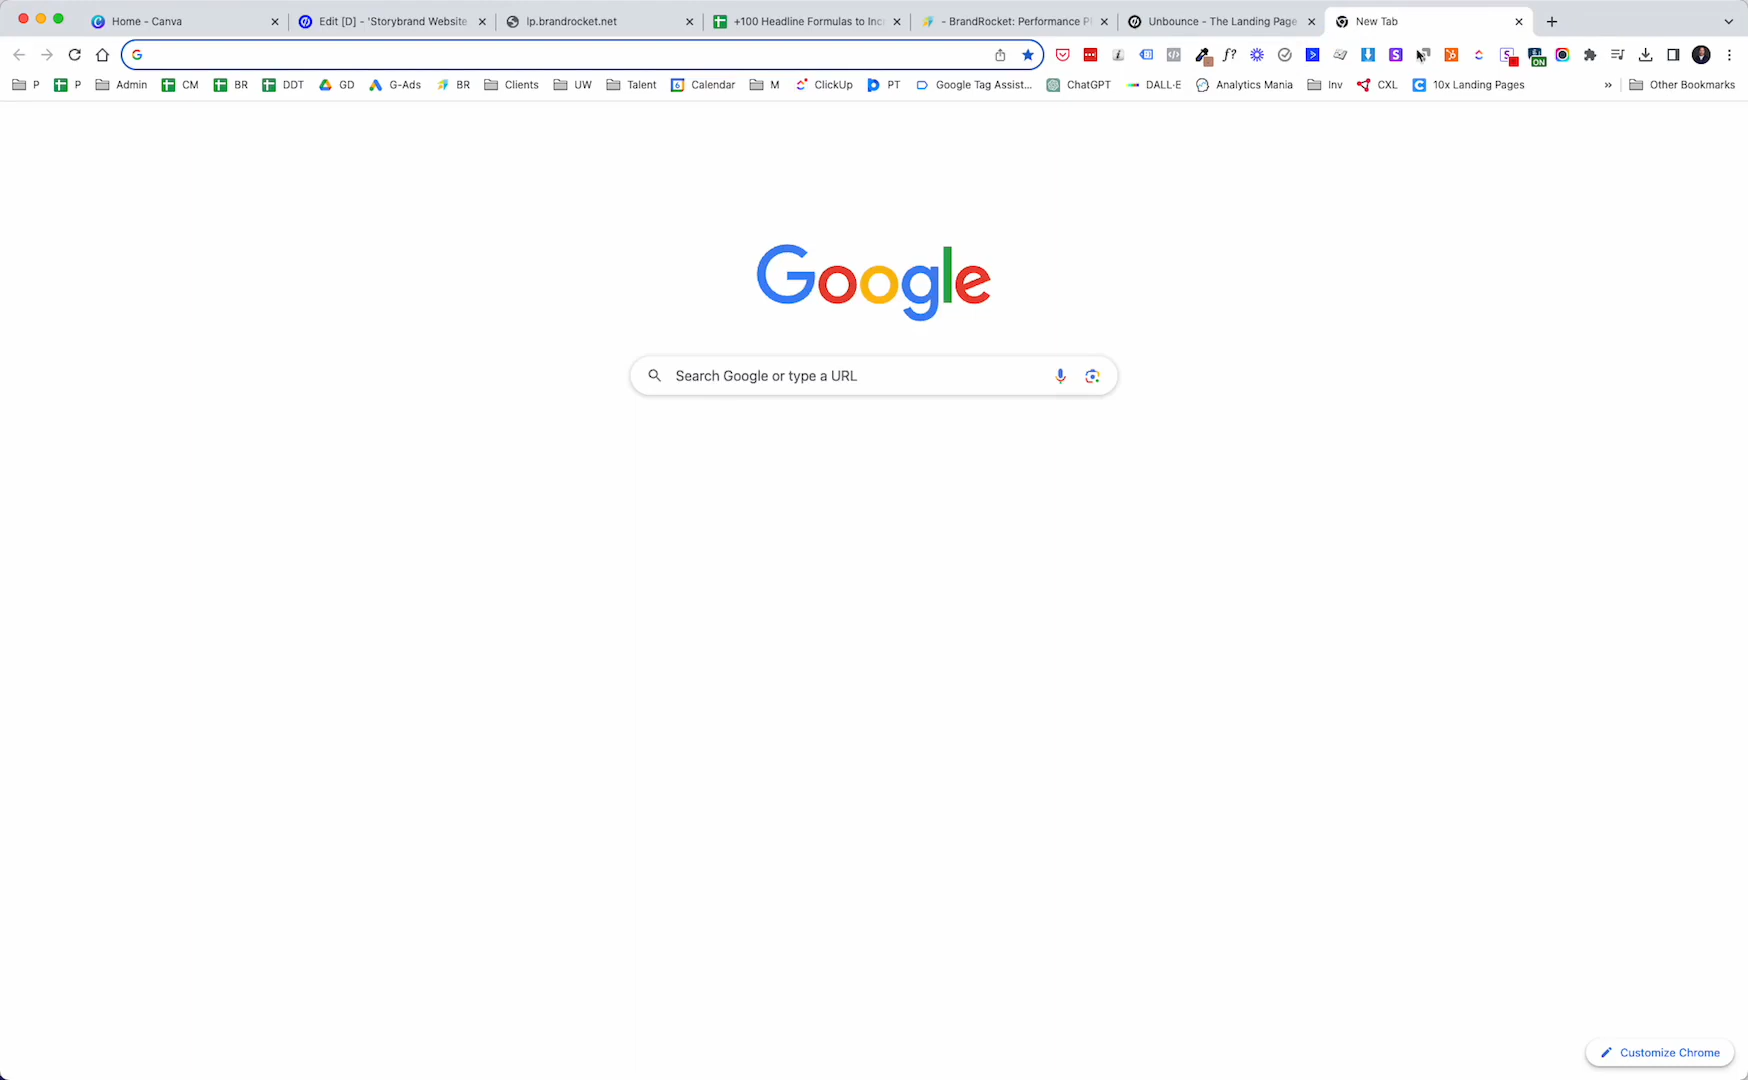 Home - Canva
Edit [D] - 'Storybrand Website
lp.brandrocket.net
+100 Headline Formulas to Incr
- BrandRocket: Performance P
Unbounce - The Landing Page
New Tab
ON
P
P
Admin
CM
BR
DDT
GD
G-Ads
BR
Clients
UW
Talent
Calendar
M
ClickUp
PT
Google Tag Assist...
ChatGPT
DALL·E
Analytics Mania
Inv
CXL
10x Landing Pages
»
Other Bookmarks
Google
Search Google or type a URL
Customize Chrome